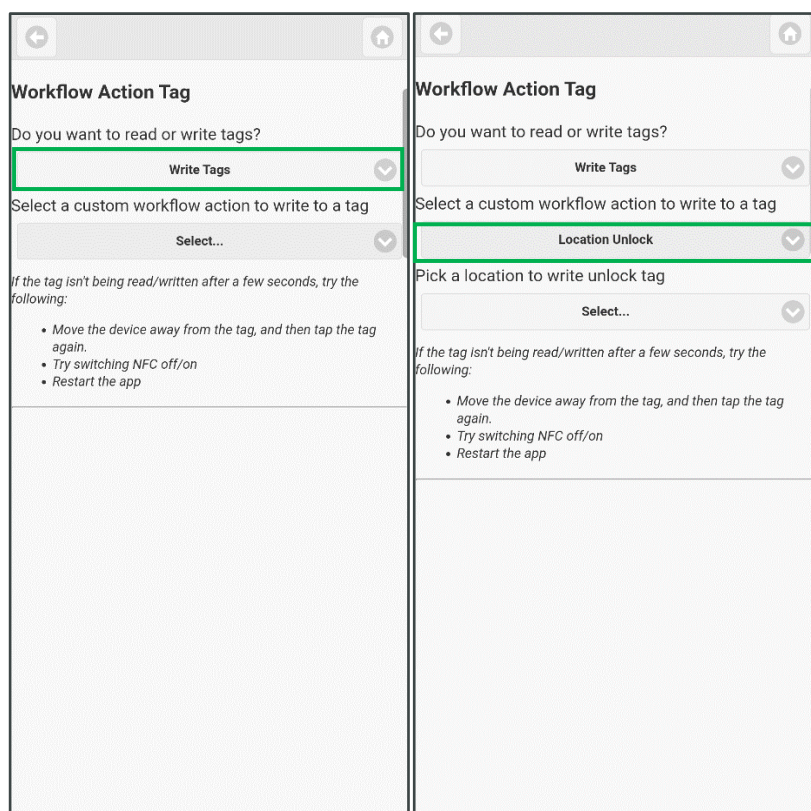 Workflow Action Tag
Do you want to read or write tags?
Write Tags
Select a custom workflow action to write to a tag
Select...
If the tag isn't being read/written after a few seconds, try the
following:
• Move the device away from the tag, and then tap the tag
again.
• Try switching NFC off/on
• Restart the app
Workflow Action Tag
Do you want to read or write tags?
Write Tags
Select a custom workflow action to write to a tag
Location Unlock
Pick a location to write unlock tag
Select...
If the tag isn't being read/written after a few seconds, try the
following:
• Move the device away from the tag, and then tap the tag
again.
• Try switching NFC off/on
• Restart the app